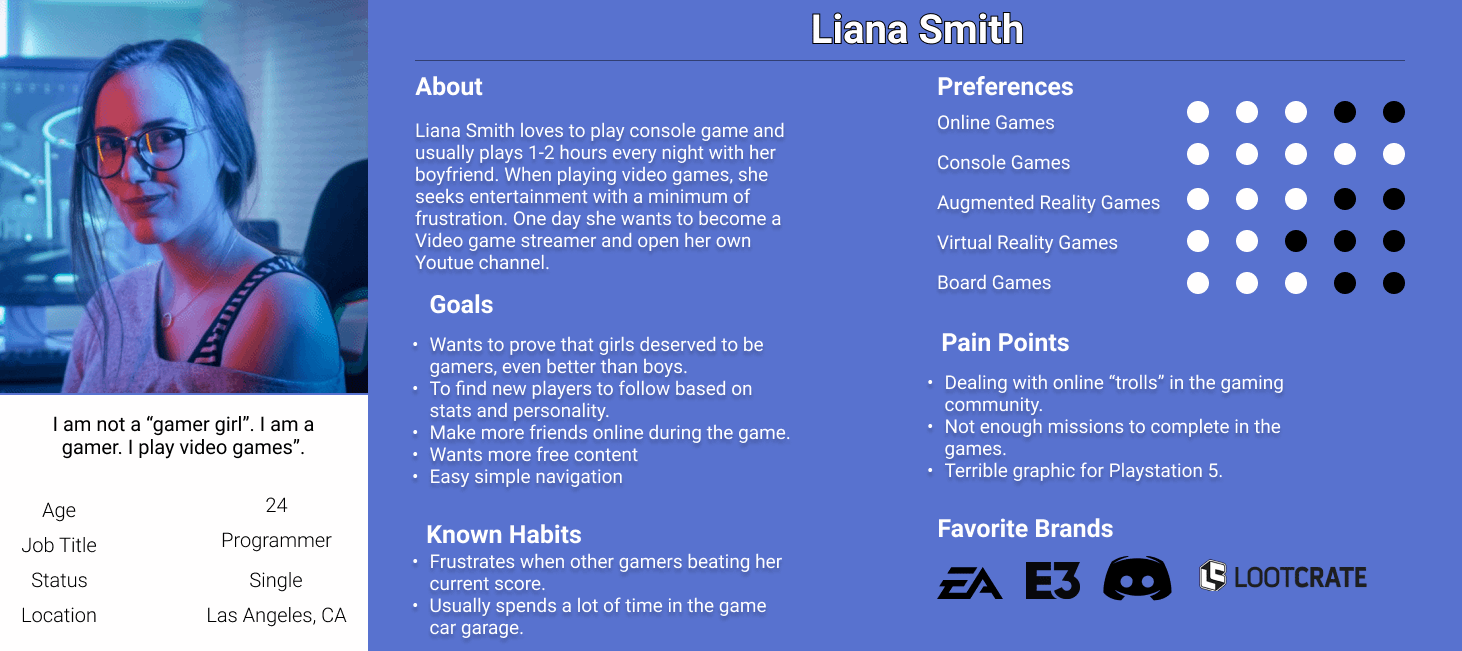 Liana Smith
I am not a “gamer girl”. I am a
gamer. I play video games”.
Age 24
Job Title Programmer
Status Single
Location Las Angeles, CA
About
Liana Smith loves to play console game and
usually plays 1-2 hours every night with her
boyfriend. When playing video games, she
seeks entertainment with a minimum of
frustration. One day she wants to become a
Video game streamer and open her own
Youtue channel.
Goals
• Wants to prove that girls deserved to be
gamers, even better than boys.
• To find new players to follow based on
stats and personality.
• Make more friends online during the game.
• Wants more free content
• Easy simple navigation
Known Habits
• Frustrates when other gamers beating her
current score.
• Usually spends a lot of time in the game
car garage.
Preferences
Online Games
Console Games
Augmented Reality Games
Virtual Reality Games
Board Games
Pain Points
• Dealing with online “trolls” in the gaming
community.
• Not enough missions to complete in the
games.
• Terrible graphic for Playstation 5.
Favorite Brands
EA E3 LOOTCRATE